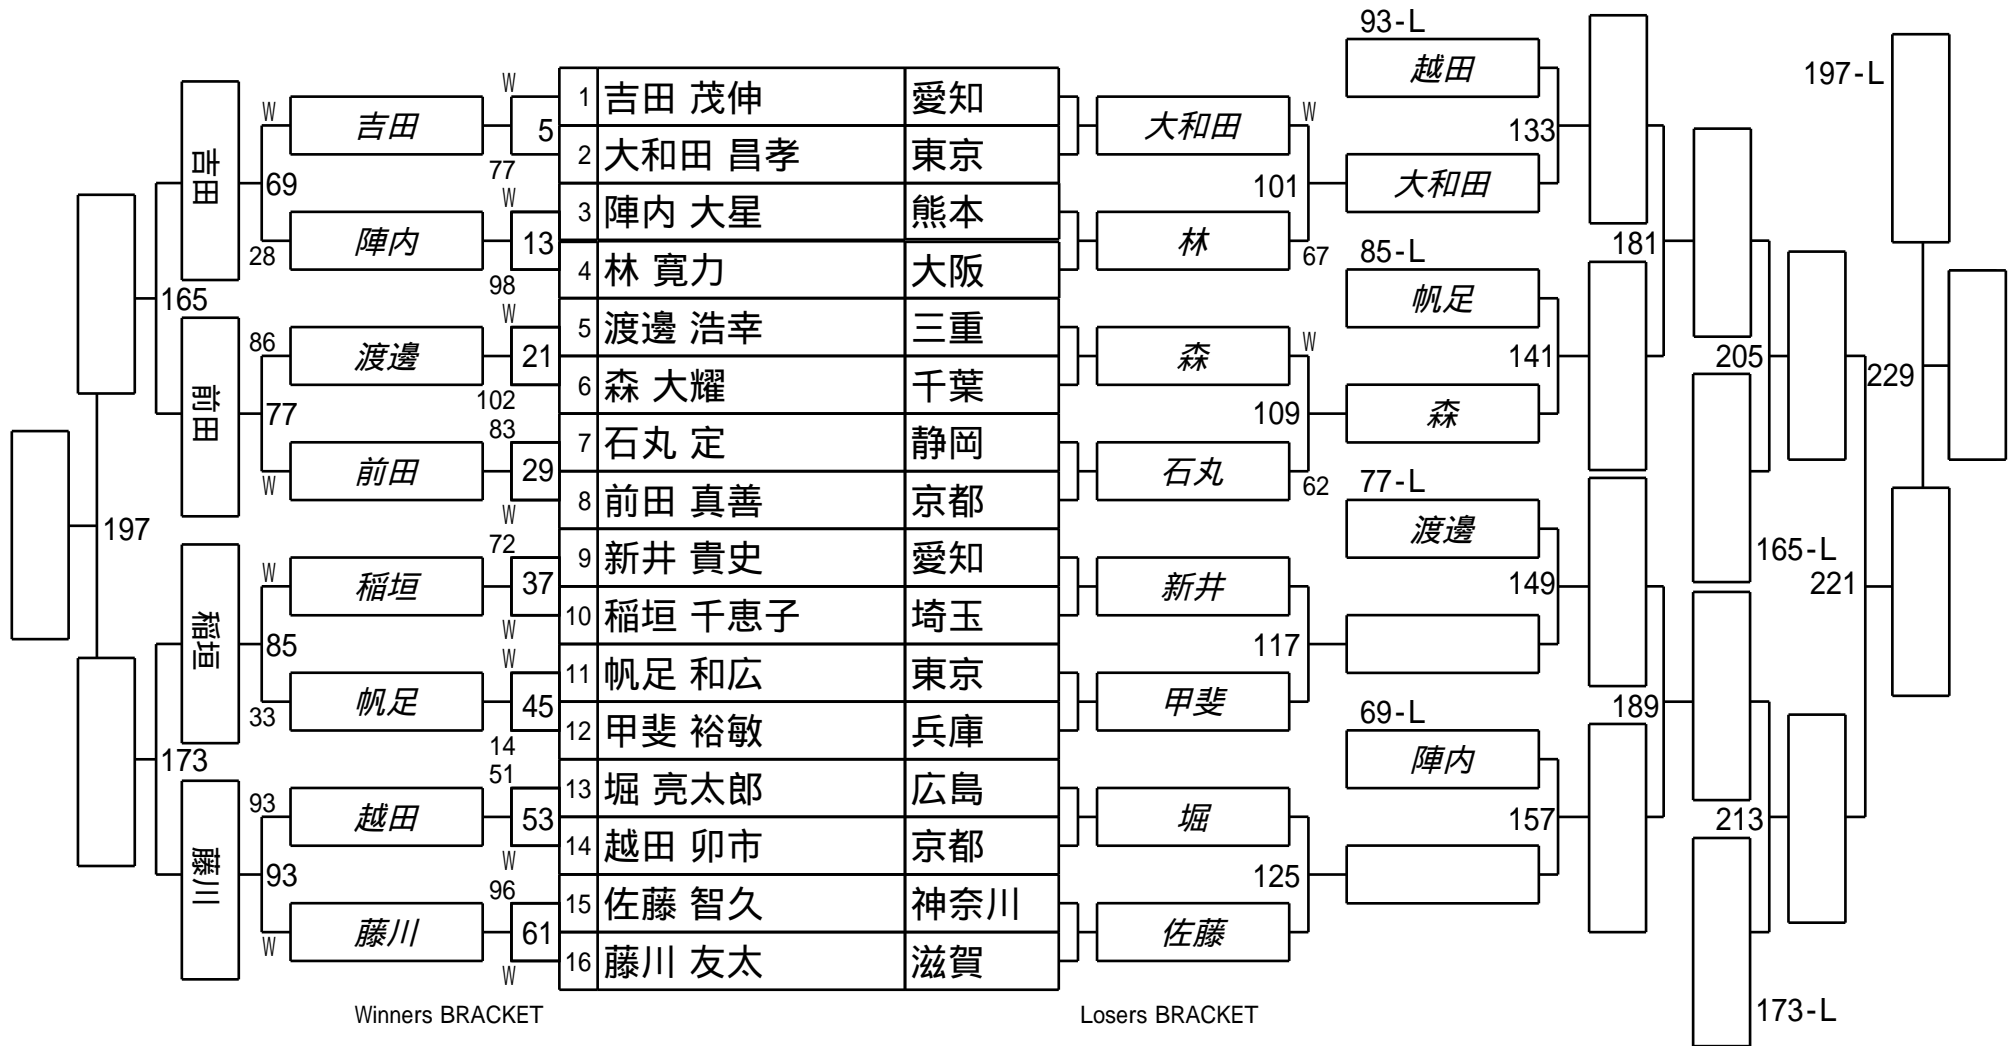 93-L
越田
197-L
W
1 吉田 茂伸 愛知
W
吉田
5
大和田
W
133
2 大和田 昌孝 東京
77
吉田
69
W
3 陣内 大星 熊本
101
大和田
陣内
13
林
28
98
4 林 寛力 大阪
67
85-L
181
165
W
5 渡邊 浩幸 三重
帆足
86
渡邊
21
森
W
141
205
229
6 森 大耀 千葉
102
前田
77
83
7 石丸 定 静岡
109
森
前田
29
石丸
W
8 前田 真善 京都
62
77-L
W
197
72
9 新井 貴史 愛知
渡邊
165-L
W
稲垣
37
新井
149
221
10 稲垣 千恵子 埼玉
W
稲垣
85
W
11 帆足 和広 東京
117
帆足
45
甲斐
33
12 甲斐 裕敏 兵庫
69-L
189
14
173
51
13 堀 亮太郎 広島
陣内
93
越田
53
堀
157
213
14 越田 卯市 京都
W
藤川
93
96
15 佐藤 智久 神奈川
125
藤川
61
佐藤
W
16 藤川 友太 滋賀
W
Winners BRACKET
Losers BRACKET
173-L